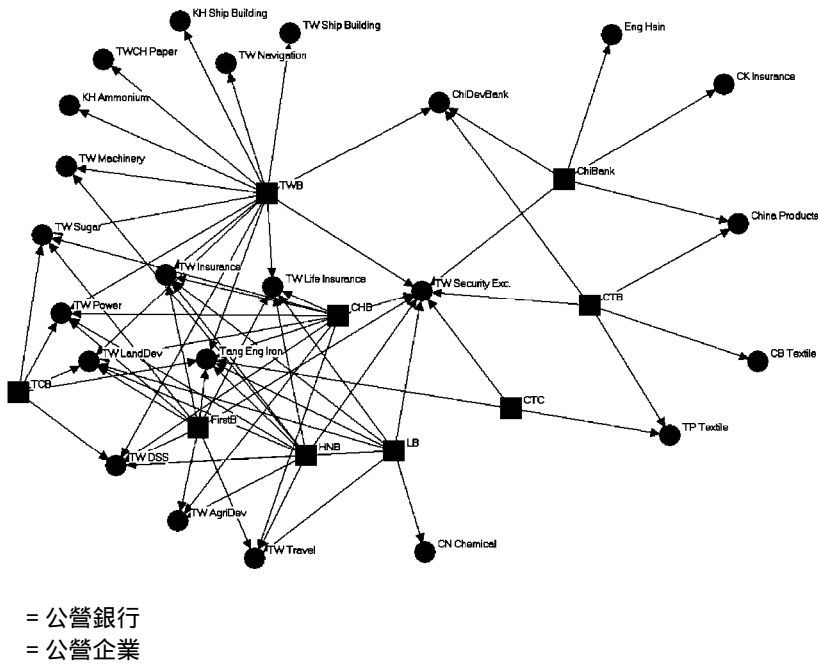 KH Ship Building
TW Ship Building
Eng Hsin
TWCH Paper
TW Navigation
CK Insurance
KH Ammonium
ChiDevBank
TW Machinery
TWB
ChiBank
China Products
TW Sugar
TW Insurance
TW Life Insurance
TW Security Exc.
TW Power
CHB
CTB
TW LandDev
Tang Eng Iron
CB Textile
TCB
CTC
FirstB
TP Textile
HNB
LB
TW DSS
TW AgriDev
TW Travel
CN Chemical
= 公營銀行
= 公營企業